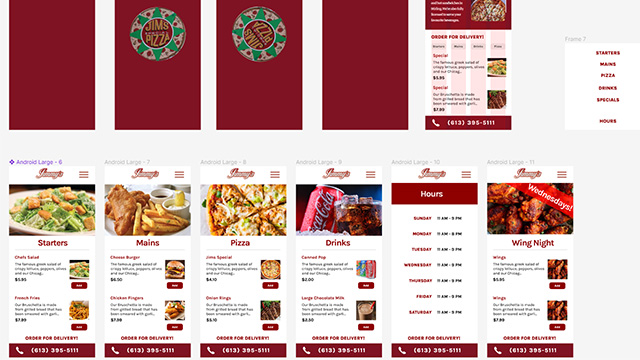 JIMS
PIZZA
JIMS
PIZZA
beverages.
ORDER FOR DELIVERY!
Starters Mains Drinks Pizza
Special
The famous greek salad of
crispy lettuce, peppers, olives
and our Chicag..
$5.95
Special
Our Bruschetta is made
from grilled bread that has
been smeared with garli..
$7.99
(613) 395-5111
Frame 7
STARTERS
MAINS
PIZZA
DRINKS
SPECIALS
HOURS
Android Large - 6
Jimmy's
Starters
Chefs Salad
The famous greek salad of
crispy lettuce, peppers, olives
and our Chicag..
$5.95
Add
French Fries
Our Bruschetta is made
from grilled bread that has
been smeared with garli..
$7.99
Add
ORDER FOR DELIVERY!
(613) 395-5111
Android Large - 7
Jimmy's
Mains
Cheese Burger
The famous greek salad of
crispy lettuce, peppers, olives
and our Chicag..
$6.45
Add
Chicken Fingers
Our Bruschetta is made
from grilled bread that has
been smeared with garli..
$7.99
Add
ORDER FOR DELIVERY!
(613) 395-5111
Android Large - 8
Jimmy's
Pizza
Jims Special
The famous greek salad of
crispy lettuce, peppers, olives
and our Chicag..
$4.10
Add
Onian Rings
Our Bruschetta is made
from grilled bread that has
been smeared with garli..
$3.10
Add
ORDER FOR DELIVERY!
(613) 395-5111
Android Large - 9
Jimmy's
Coca-Cola
Drinks
Canned Pop
The famous greek salad of
crispy lettuce, peppers, olives
and our Chicag..
$2.00
Add
Large Chocolate Milk
Our Bruschetta is made
from grilled bread that has
been smeared with garli..
$2.50
Add
ORDER FOR DELIVERY!
(613) 395-5111
Android Large - 10
Jimmy's
Hours
SUNDAY 11 AM - 9 PM
MONDAY 11 AM - 9 PM
TUESDAY 11 AM - 9 PM
WEDNESDAY 11 AM - 9 PM
THURSDAY 11 AM - 9 PM
FRIDAY 11 AM - 9 PM
SATURDAY 11 AM - 9 PM
(613) 395-5111
Android Large - 11
Jimmy's
Wednesdays!
Wing Night
Wings
The famous greek salad of
crispy lettuce, peppers, olives
and our Chicag..
$5.95
Add
Wings
Our Bruschetta is made
from grilled bread that has
been smeared with garli..
$7.99
Add
ORDER FOR DELIVERY!
(613) 395-5111